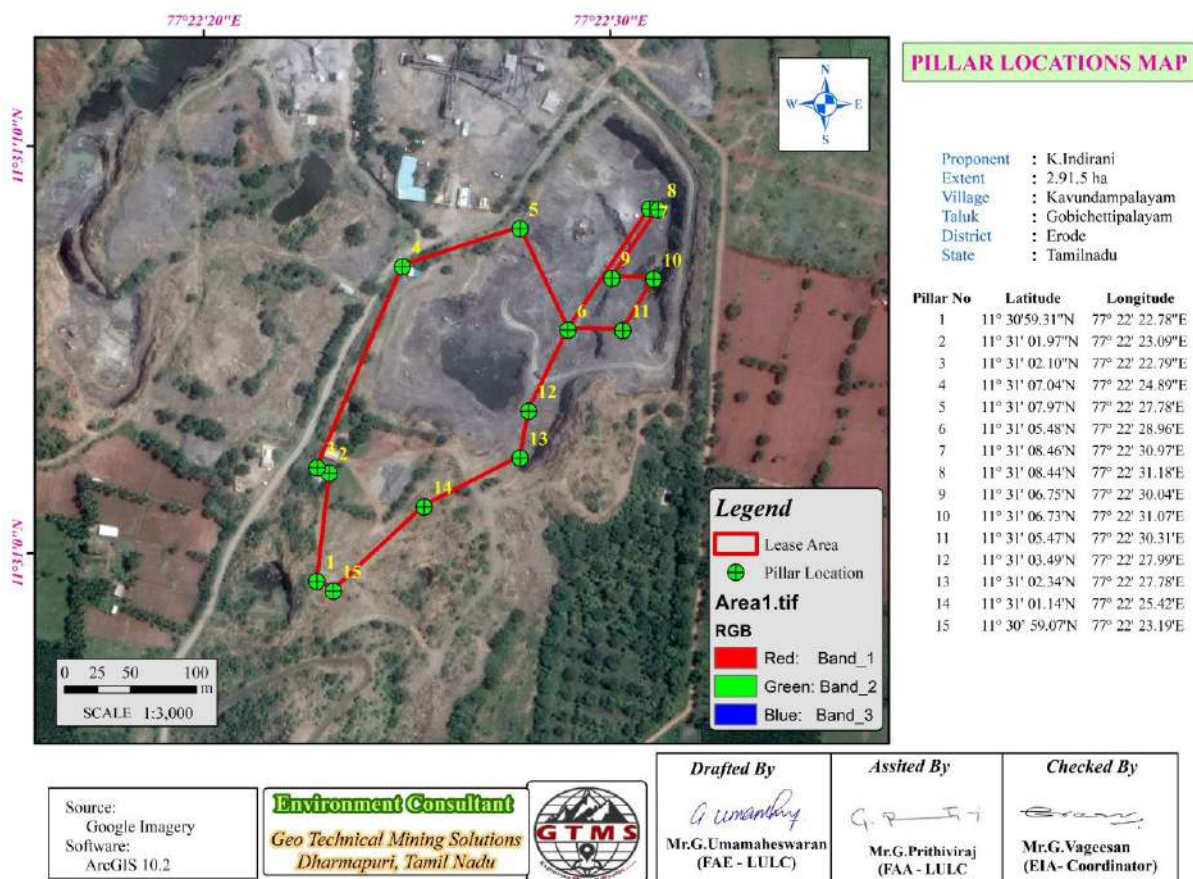 77°22'20"E
77°22'30"E
11°31'10"N
11°31'0"N
N
W
E
S
5
8
7
4
9
10
6
11
12
13
3
2
14
1
15
0 25 50 100
m
SCALE 1:3,000
Legend
Lease Area
Pillar Location
Area1.tif
RGB
Red: Band_1
Green: Band_2
Blue: Band_3
PILLAR LOCATIONS MAP
Proponent : K.Indirani
Extent : 2.91.5 ha
Village : Kavundampalayam
Taluk : Gobichettipalayam
District : Erode
State : Tamilnadu
Pillar No Latitude Longitude
1 11° 30'59.31"N 77° 22' 22.78"E
2 11° 31 01.97"N 77° 22' 23.09"E
3 11° 31 02.10"N 77° 22' 22.79"E
4 11° 31 07.04"N 77° 22' 24.89"E
5 11° 31 07.97"N 77° 22' 27.78"E
6 11° 31' 05.48"N 77° 22' 28.96'E
7 11° 31' 08.46"N 77° 22' 30.97'E
8 11° 31' 08.44"N 77° 22' 31.18'E
9 11° 31' 06.75"N 77° 22' 30.04'E
10 11° 31' 06.73'N 77° 22' 31.07'E
11 11° 31' 05.47'N 77° 22' 30.31'E
12 11° 31' 03.49'N 77° 22' 27.99'E
13 11° 31' 02.34'N 77° 22' 27.78'E
14 11° 31' 01.14'N 77° 22' 25.42'E
15 11° 30' 59.07'N 77° 22' 23.19'E
Source:
Google Imagery
Software:
ArcGIS 10.2
Environment Consultant
Geo Technical Mining Solutions
Dharmapuri, Tamil Nadu
GTMS
Drafted By
G Umamshy
Mr.G.Umamaheswaran
(FAE - LULC)
Assited By
Mr.G.Prithiviraj
(FAA - LULC
Checked By
Mr.G.Vageesan
(EIA- Coordinator)